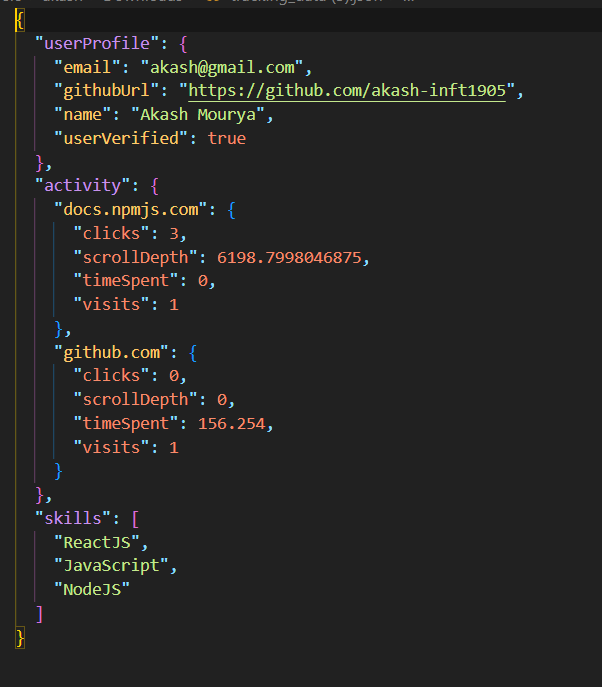 {
  "userProfile": {
    "email": "akash@gmail.com",
    "githubUrl": "https://github.com/akash-inft1905",
    "name": "Akash Mourya",
    "userVerified": true
  },
  "activity": {
    "docs.npmjs.com": {
      "clicks": 3,
      "scrollDepth": 6198.7998046875,
      "timeSpent": 0,
      "visits": 1
    },
    "github.com": {
      "clicks": 0,
      "scrollDepth": 0,
      "timeSpent": 156.254,
      "visits": 1
    }
  },
  "skills": [
    "ReactJS",
    "JavaScript",
    "NodeJS"
  ]
}